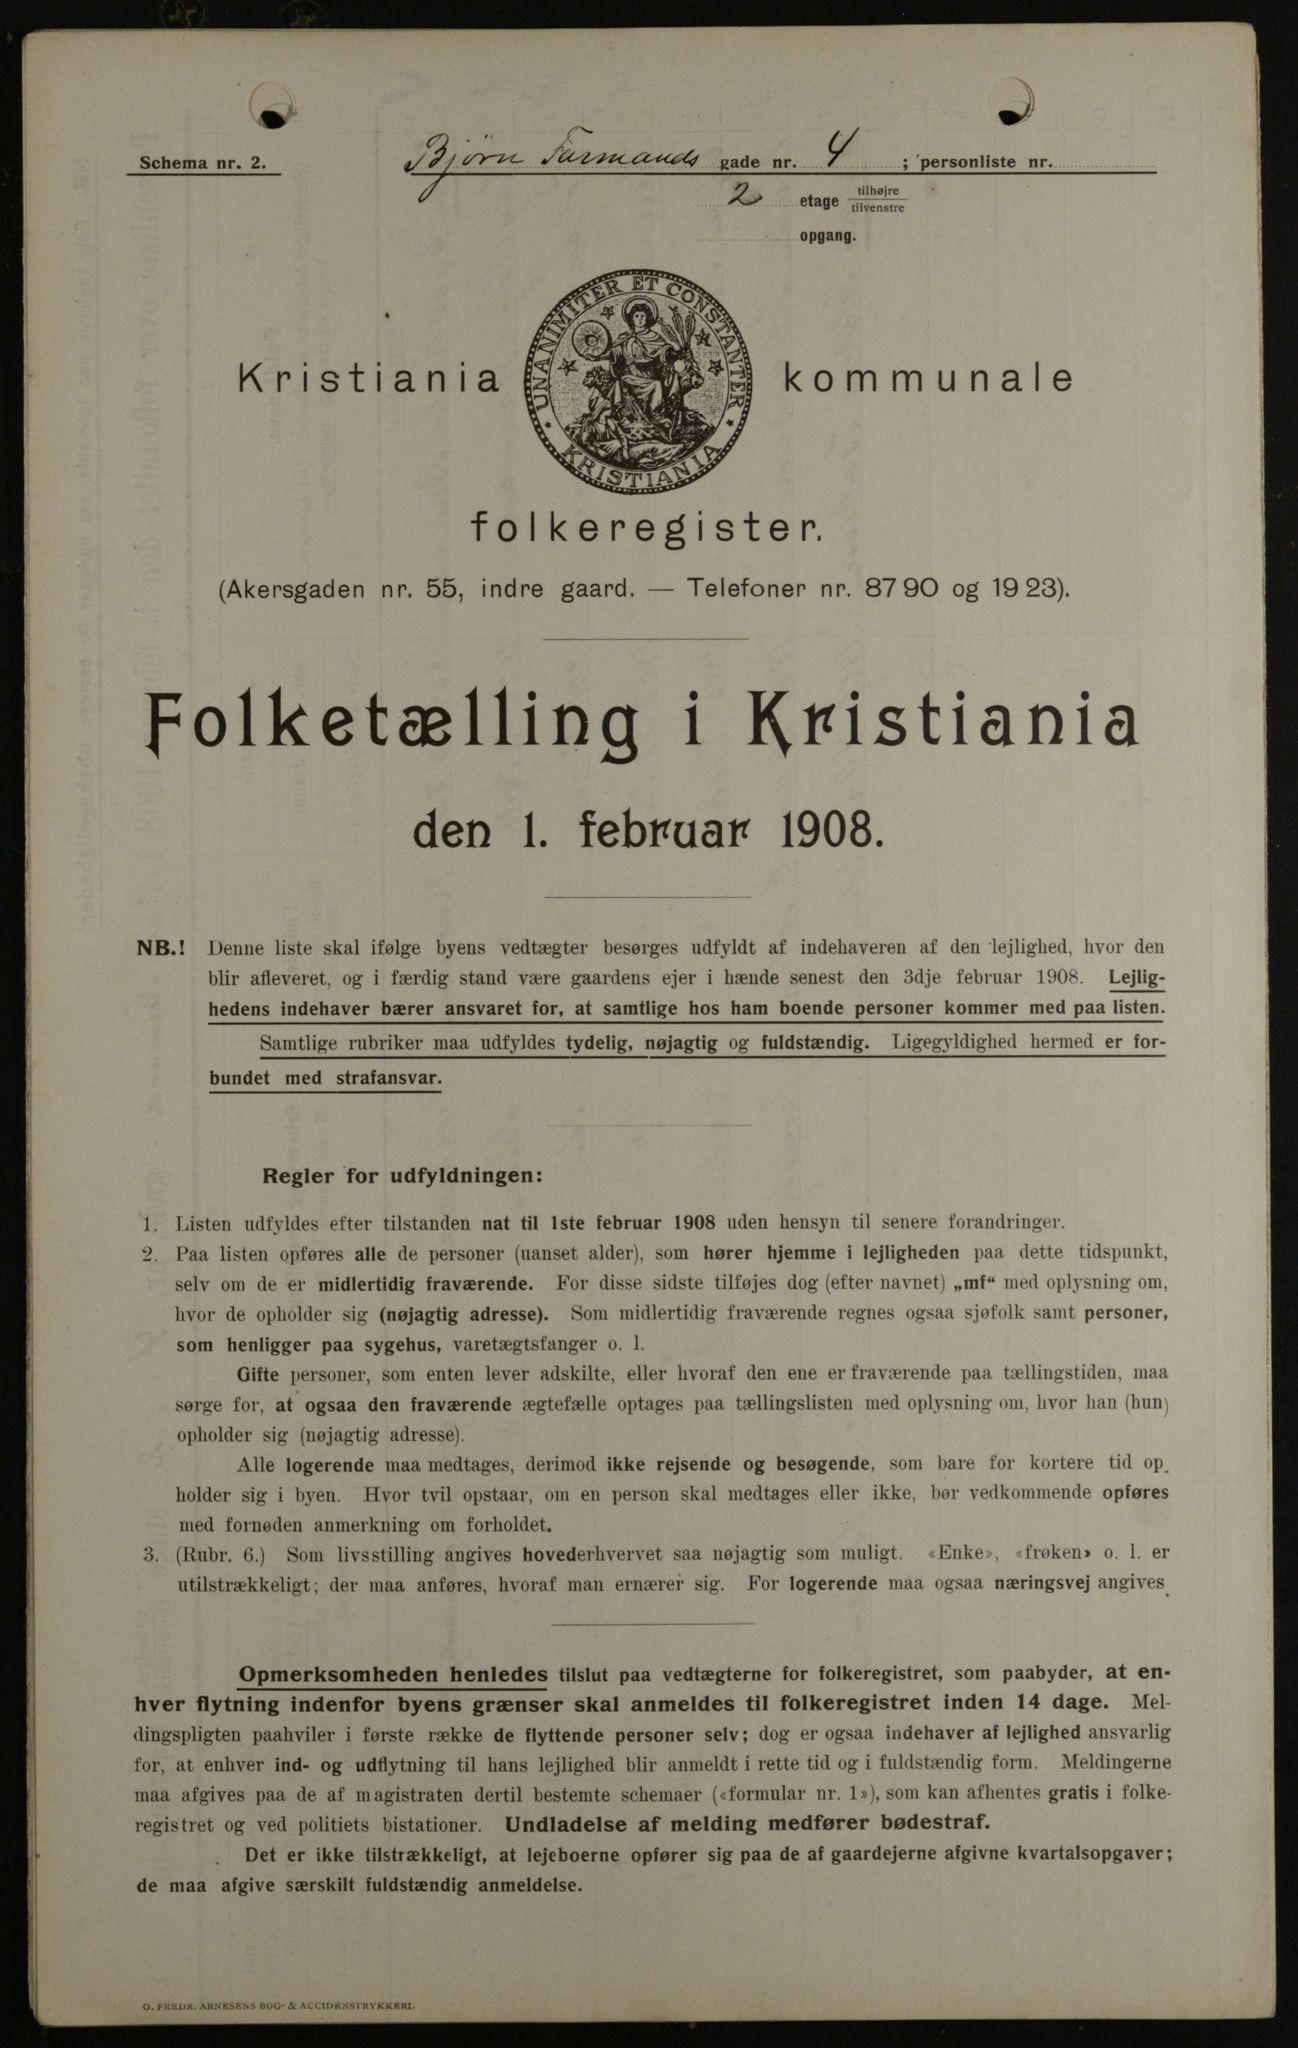 Schema nr. 2.
Bjørn Farmands gade nr. 4 ; personliste nr.
2 etage tilhøjre
tilvenstre
opgang.
UNANIMITER ET CONSTANTER
KRISTIANIA
Kristiania kommunale
folkeregister.
(Akersgaden nr. 55, indre gaard. — Telefoner nr. 8790 og 1923).
Folketælling i Kristiania
den 1. februar 1908.
NB.! Denne liste skal ifølge byens vedtægter besørges udfyldt af indehaveren af den lejlighed, hvor den
blir afleveret, og i færdig stand være gaardens ejer i hænde senest den 3dje februar 1908. Lejlig-
hedens indehaver bærer ansvaret for, at samtlige hos ham boende personer kommer med paa listen.
Samtlige rubriker maa udfyldes tydelig, nøjagtig og fuldstændig. Ligegyldighed hermed er for-
bundet med strafansvar.
Regler for udfyldningen:
1. Listen udfyldes efter tilstanden nat til 1ste februar 1908 uden hensyn til senere forandringer.
2. Paa listen opføres alle de personer (uanset alder), som hører hjemme i lejligheden paa dette tidspunkt,
selv om de er midlertidig fraværende. For disse sidste tilføjes dog (efter navnet) „mf“ med oplysning om,
hvor de opholder sig (nøjagtig adresse). Som midlertidig fraværende regnes ogsaa sjøfolk samt personer,
som henligger paa sygehus, varetægtsfanger o. l.
Gifte personer, som enten lever adskilte, eller hvoraf den ene er fraværende paa tællingstiden, maa
sørge for, at ogsaa den fraværende ægtefælle optages paa tællingslisten med oplysning om, hvor han (hun)
opholder sig (nøjagtig adresse).
Alle logerende maa medtages, derimod ikke rejsende og besøgende, som bare for kortere tid op-
holder sig i byen. Hvor tvil opstaar, om en person skal medtages eller ikke, bør vedkommende opføres
med fornøden anmerkning om forholdet.
3. (Rubr. 6.) Som livsstilling angives hovederhvervet saa nøjagtig som muligt. «Enke», «frøken» o. l. er
utilstrækkeligt; der maa anføres, hvoraf man ernærer sig. For logerende maa ogsaa næringsvej angives.
Opmerksomheden henledes tilslut paa vedtægterne for folkeregistret, som paabyder, at en-
hver flytning indenfor byens grænser skal anmeldes til folkeregistret inden 14 dage. Mel-
dingspligten paahviler i første række de flyttende personer selv; dog er ogsaa indehaver af lejlighed ansvarlig
for, at enhver ind- og udflytning til hans lejlighed blir anmeldt i rette tid og i fuldstændig form. Meldingerne
maa afgives paa de af magistraten dertil bestemte schemaer («formular nr. 1»), som kan afhentes gratis i folke-
registret og ved politiets bistationer. Undladelse af melding medfører bødestraf.
Det er ikke tilstrækkeligt, at lejeboerne opfører sig paa de af gaardejerne afgivne kvartalsopgaver;
de maa afgive særskilt fuldstændig anmeldelse.
O. FREDR. ARNESENS BOG- & ACCIDENSTRYKKERI.